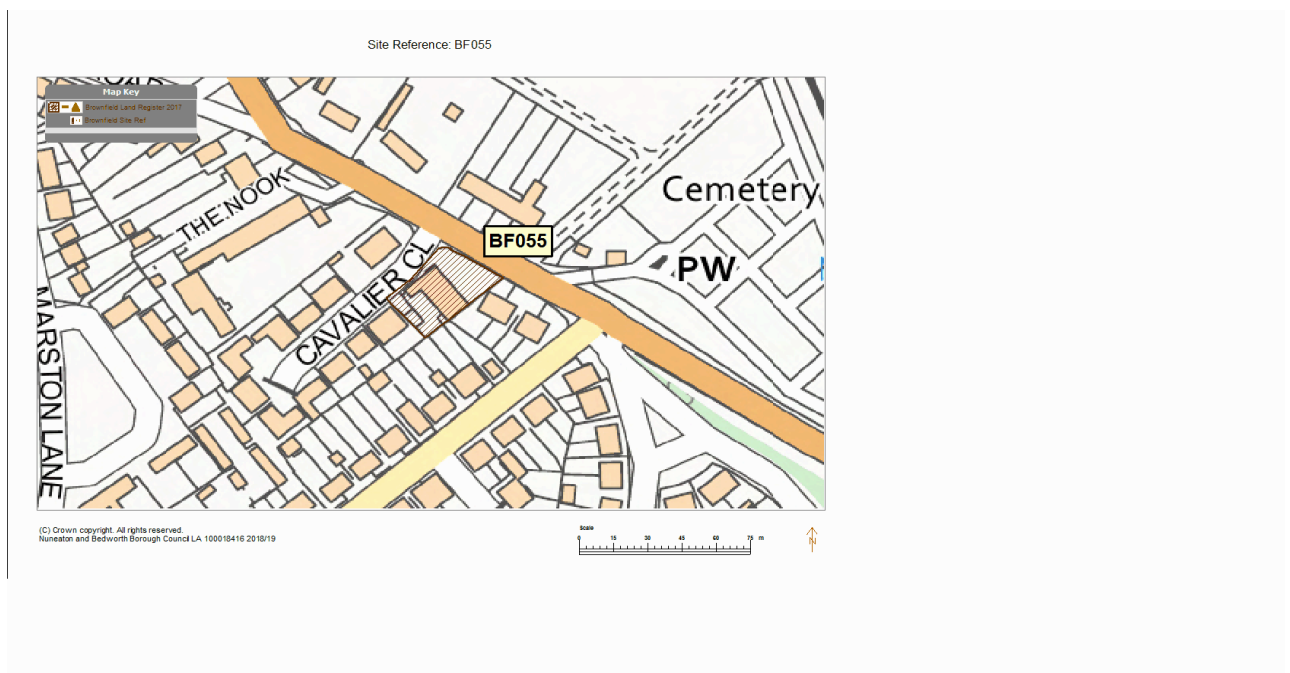 Site Reference: BF055
Map Key
Brownfield Land Register 2017
Brownfield Site Ref
THE NOOK
Cemetery
BF055
PW
CAVALIER CL
MARSTON LANE
(C) Crown copyright. All rights reserved.
Nuneaton and Bedworth Borough Council LA 100018416 2018/19
Scale
0 15 30 45 60 75 m
N